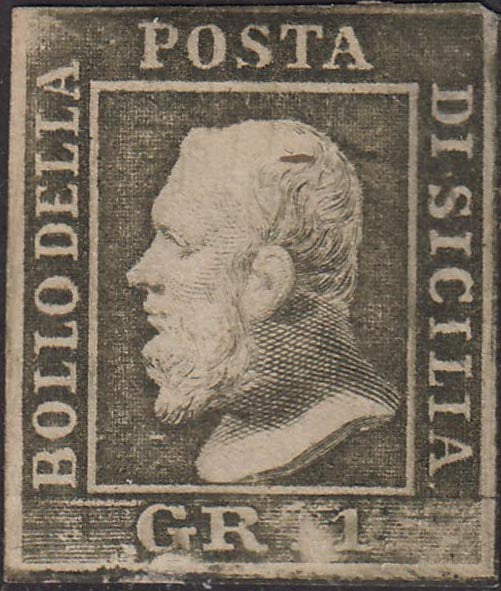 BOLLO DELLA
POSTA
DI SICILIA
GR 1